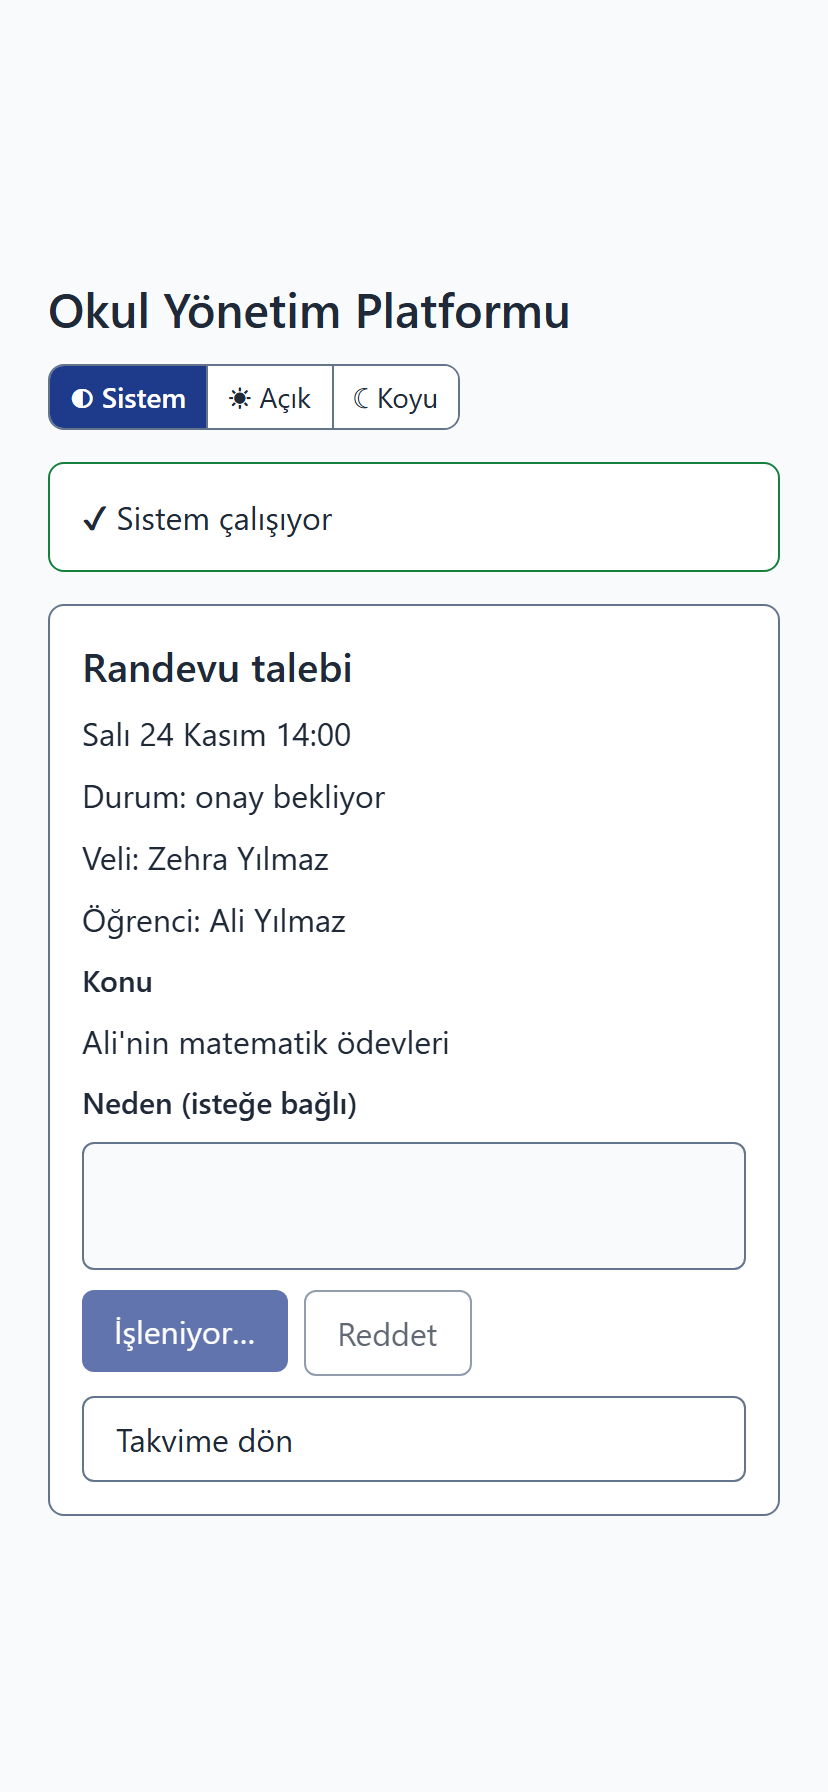 Okul Yönetim Platformu
◐ Sistem ☀ Açık ☾ Koyu
✓ Sistem çalışıyor
Randevu talebi
Salı 24 Kasım 14:00
Durum: onay bekliyor
Veli: Zehra Yılmaz
Öğrenci: Ali Yılmaz
Konu
Ali'nin matematik ödevleri
Neden (isteğe bağlı)
İşleniyor... Reddet
Takvime dön